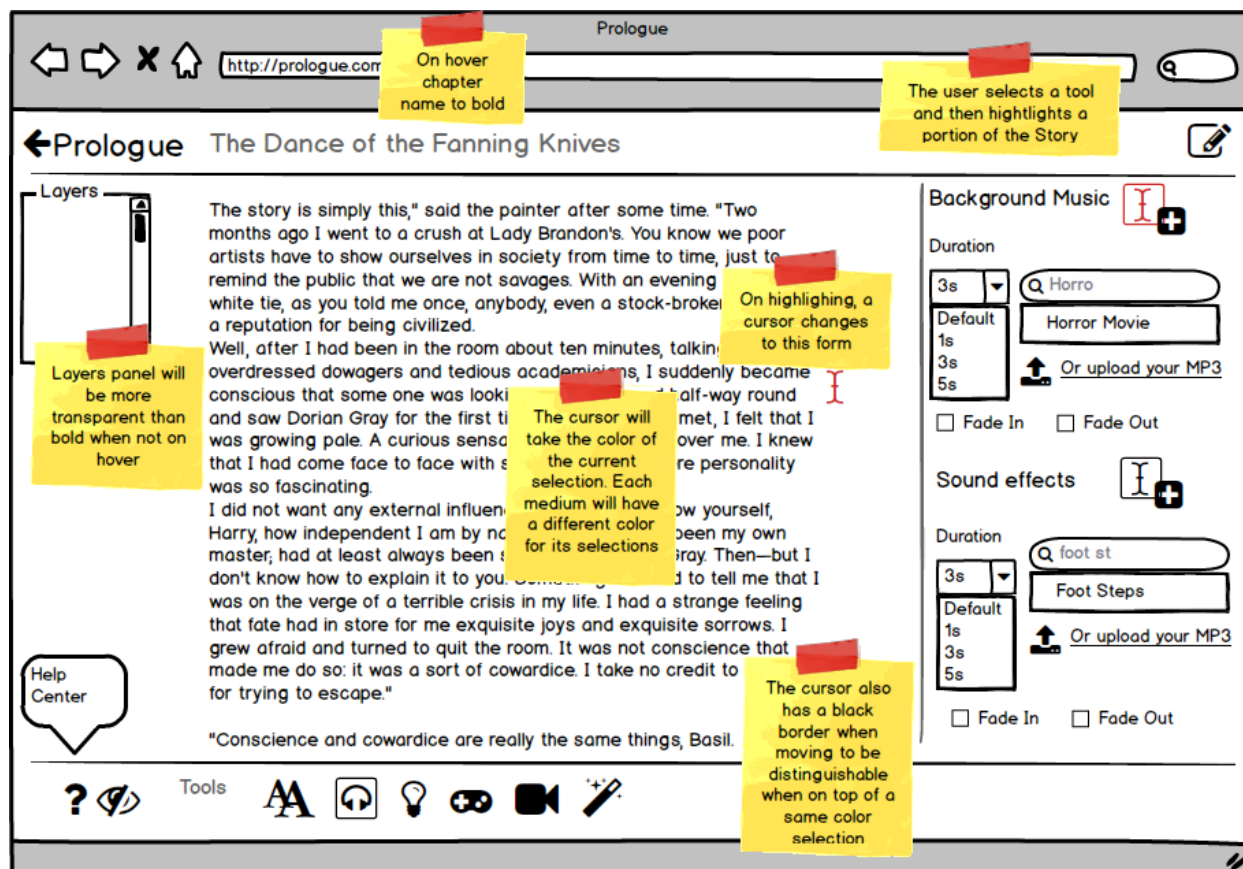 Prologue
http://prologue.com
On hover
chapter
name to bold
The user selects a tool
and then hightlights a
portion of the Story
Prologue
The Dance of the Fanning Knives
Layers
Layers panel will
be more
transparent than
bold when not on
hover
The story is simply this," said the painter after some time. "Two
months ago I went to a crush at Lady Brandon's. You know we poor
artists have to show ourselves in society from time to time, just to
remind the public that we are not savages. With an evening
white tie, as you told me once, anybody, even a stock-broker
a reputation for being civilized.
Well, after I had been in the room about ten minutes, talking
overdressed dowagers and tedious academicians, I suddenly became
conscious that some one was looki half-way round
and saw Dorian Gray for the first ti met, I felt that I
was growing pale. A curious sensa over me. I knew
that I had come face to face with s re personality
was so fascinating.
I did not want any external influen ow yourself,
Harry, how independent I am by na been my own
master; had at least always been s Gray. Then—but I
don't know how to explain it to you. d to tell me that I
was on the verge of a terrible crisis in my life. I had a strange feeling
that fate had in store for me exquisite joys and exquisite sorrows. I
grew afraid and turned to quit the room. It was not conscience that
made me do so: it was a sort of cowardice. I take no credit to
for trying to escape."
"Conscience and cowardice are really the same things, Basil.
On highlighing, a
cursor changes
to this form
The cursor will
take the color of
the current
selection. Each
medium will have
a different color
for its selections
The cursor also
has a black
border when
moving to be
distinguishable
when on top of a
same color
selection
Background Music
Duration
3s
Horro
Default
1s
3s
5s
Horror Movie
Or upload your MP3
Fade In
Fade Out
Sound effects
Duration
3s
foot st
Default
1s
3s
5s
Foot Steps
Or upload your MP3
Fade In
Fade Out
Help
Center
?
Tools
AA